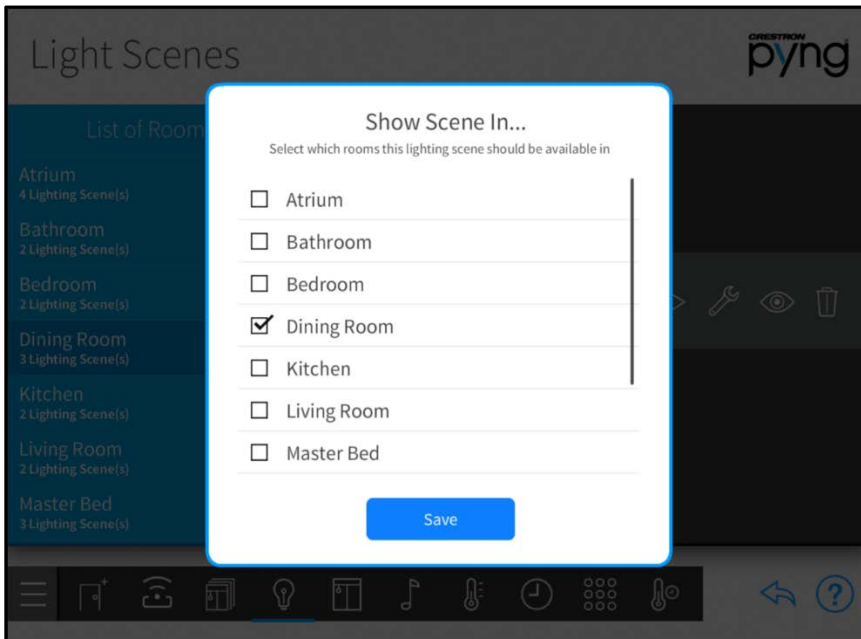 Light Scenes
CRESTRON
pyng
List of Room
Atrium
4 Lighting Scene(s)
Bathroom
2 Lighting Scene(s)
Bedroom
2 Lighting Scene(s)
Dining Room
3 Lighting Scene(s)
Kitchen
2 Lighting Scene(s)
Living Room
2 Lighting Scene(s)
Master Bed
3 Lighting Scene(s)
Show Scene In...
Select which rooms this lighting scene should be available in
Atrium
Bathroom
Bedroom
Dining Room
Kitchen
Living Room
Master Bed
Save
?